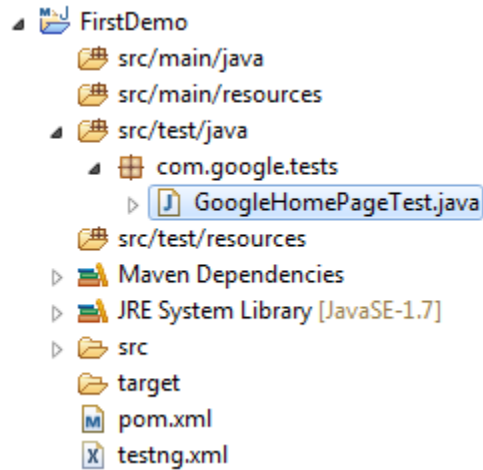 FirstDemo
src/main/java
src/main/resources
src/test/java
com.google.tests
GoogleHomePageTest.java
src/test/resources
Maven Dependencies
JRE System Library [JavaSE-1.7]
src
target
pom.xml
testng.xml